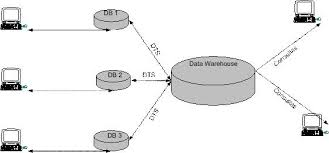 DB 1
DTS
Data Warehouse
Consultas
DB 2
DTS
Consultas
DTS
DB 3